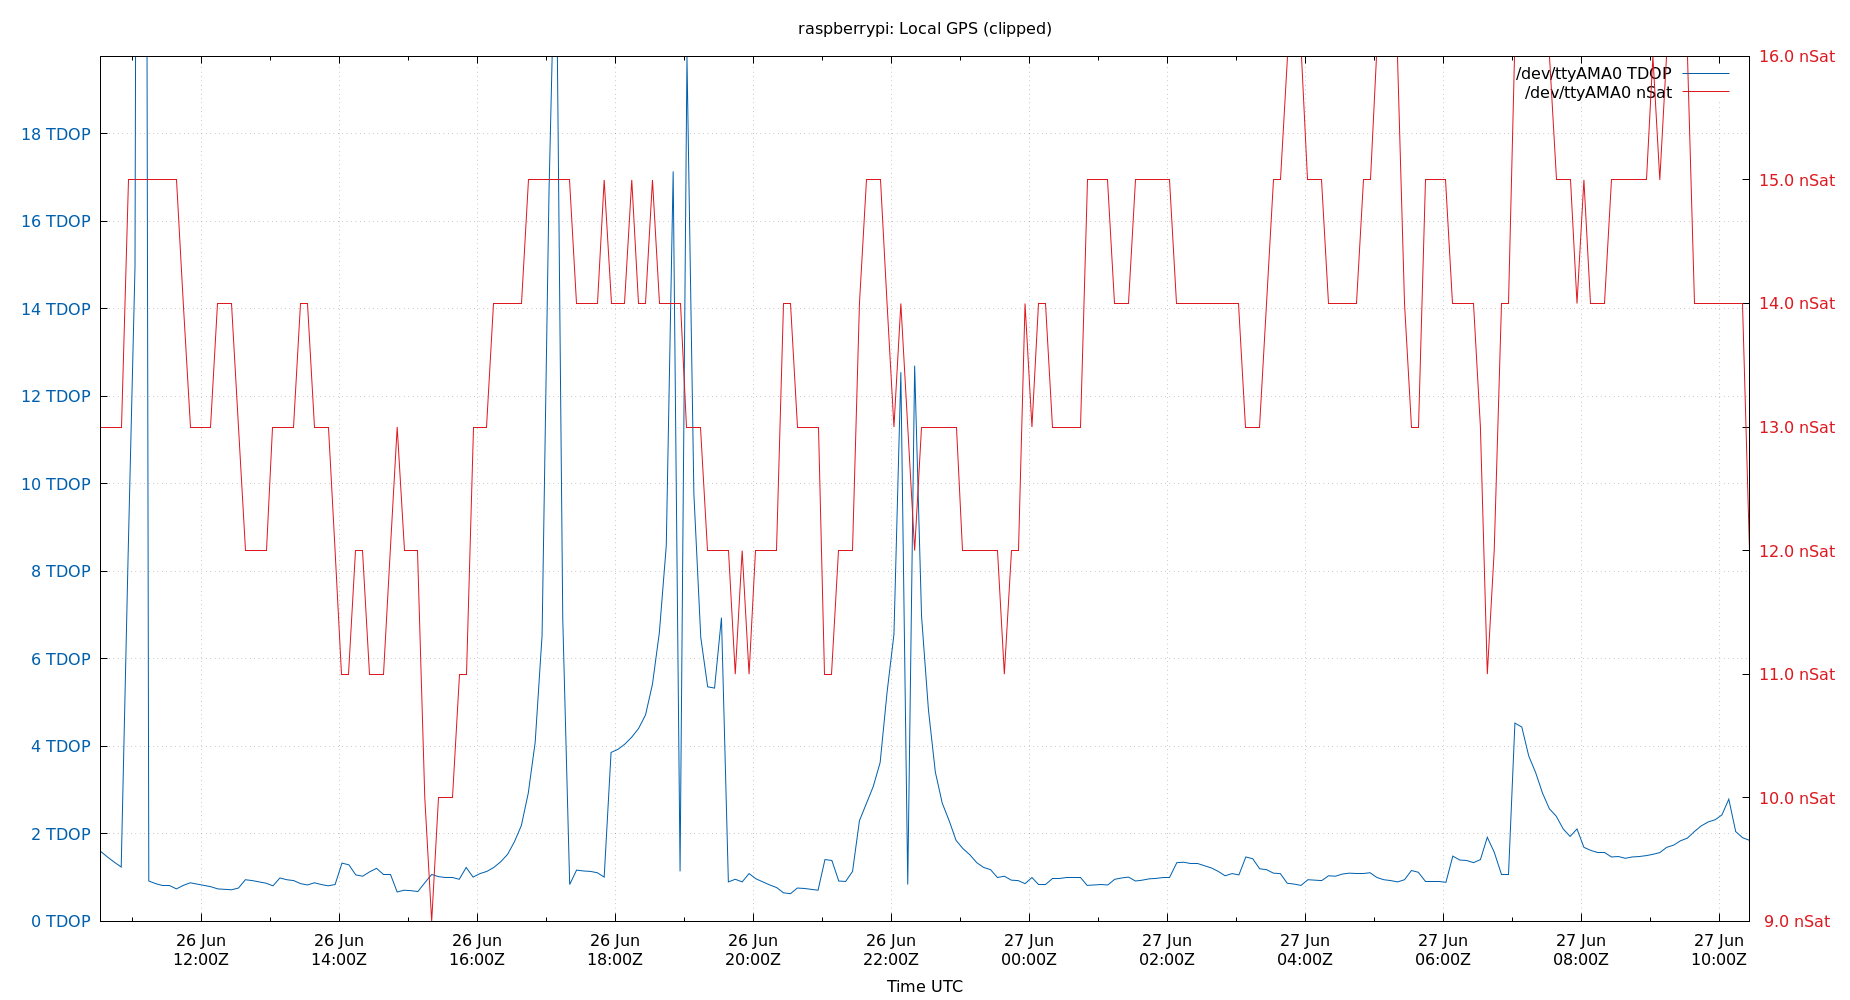 raspberrypi: Local GPS (clipped)
/dev/ttyAMA0 TDOP
/dev/ttyAMA0 nSat
18 TDOP
16 TDOP
14 TDOP
12 TDOP
10 TDOP
8 TDOP
6 TDOP
4 TDOP
2 TDOP
0 TDOP
16.0 nSat
15.0 nSat
14.0 nSat
13.0 nSat
12.0 nSat
11.0 nSat
10.0 nSat
9.0 nSat
26 Jun
12:00Z
26 Jun
14:00Z
26 Jun
16:00Z
26 Jun
18:00Z
26 Jun
20:00Z
26 Jun
22:00Z
27 Jun
00:00Z
27 Jun
02:00Z
27 Jun
04:00Z
27 Jun
06:00Z
27 Jun
08:00Z
27 Jun
10:00Z
Time UTC